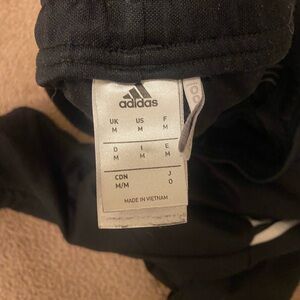 adidas
UK US F
M M M
D I E
M M M
CDN J
M/M O
MADE IN VIETNAM